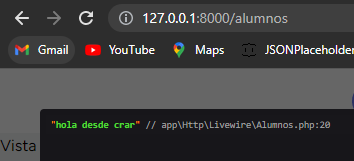 127.0.0.1:8000/alumnos
Gmail YouTube Maps JSONPlaceholder
"hola desde crar" // app\Http\Livewire\Alumnos.php:20
Vista